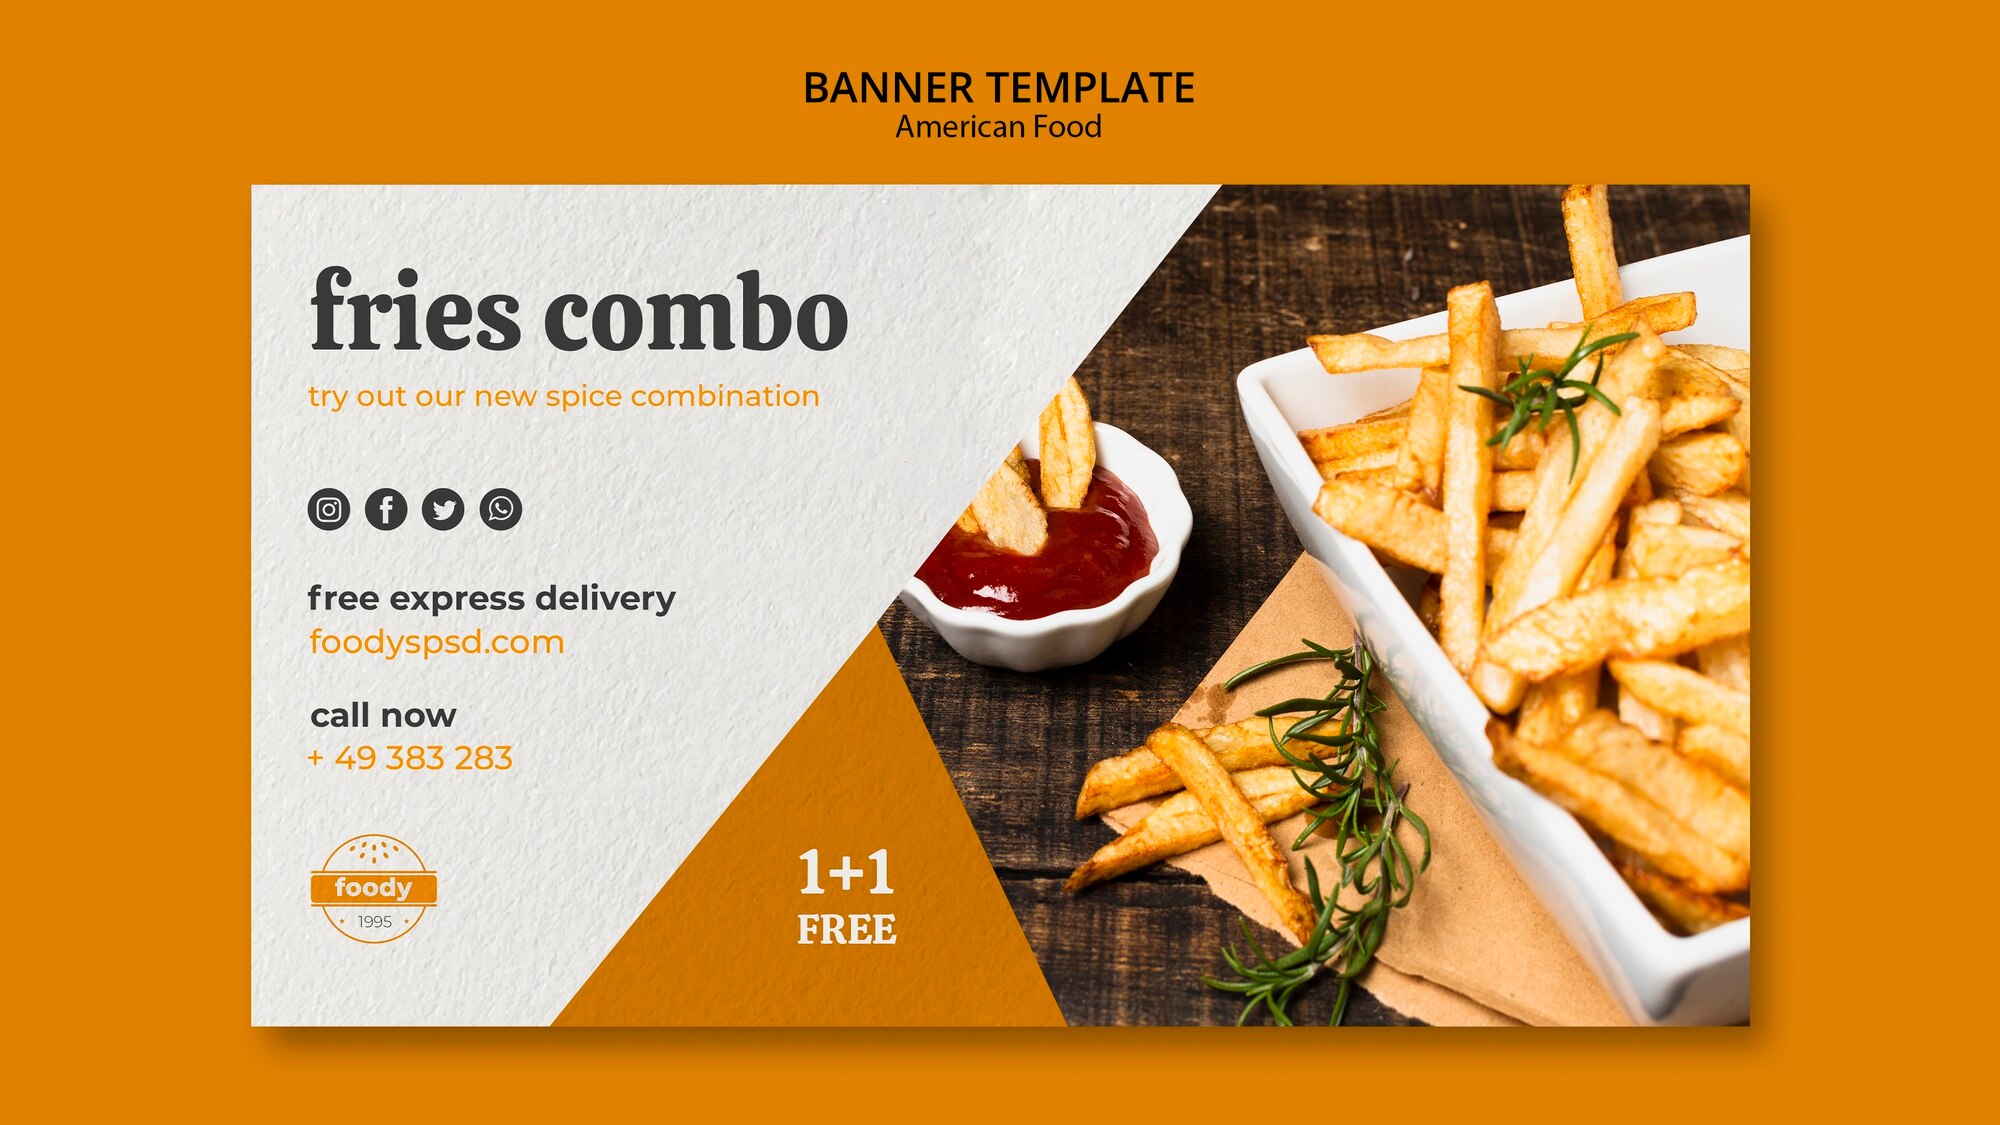 BANNER TEMPLATE
American Food
fries combo
try out our new spice combination
free express delivery
foodyspsd.com
call now
+ 49 383 283
foody
1995
1+1
FREE